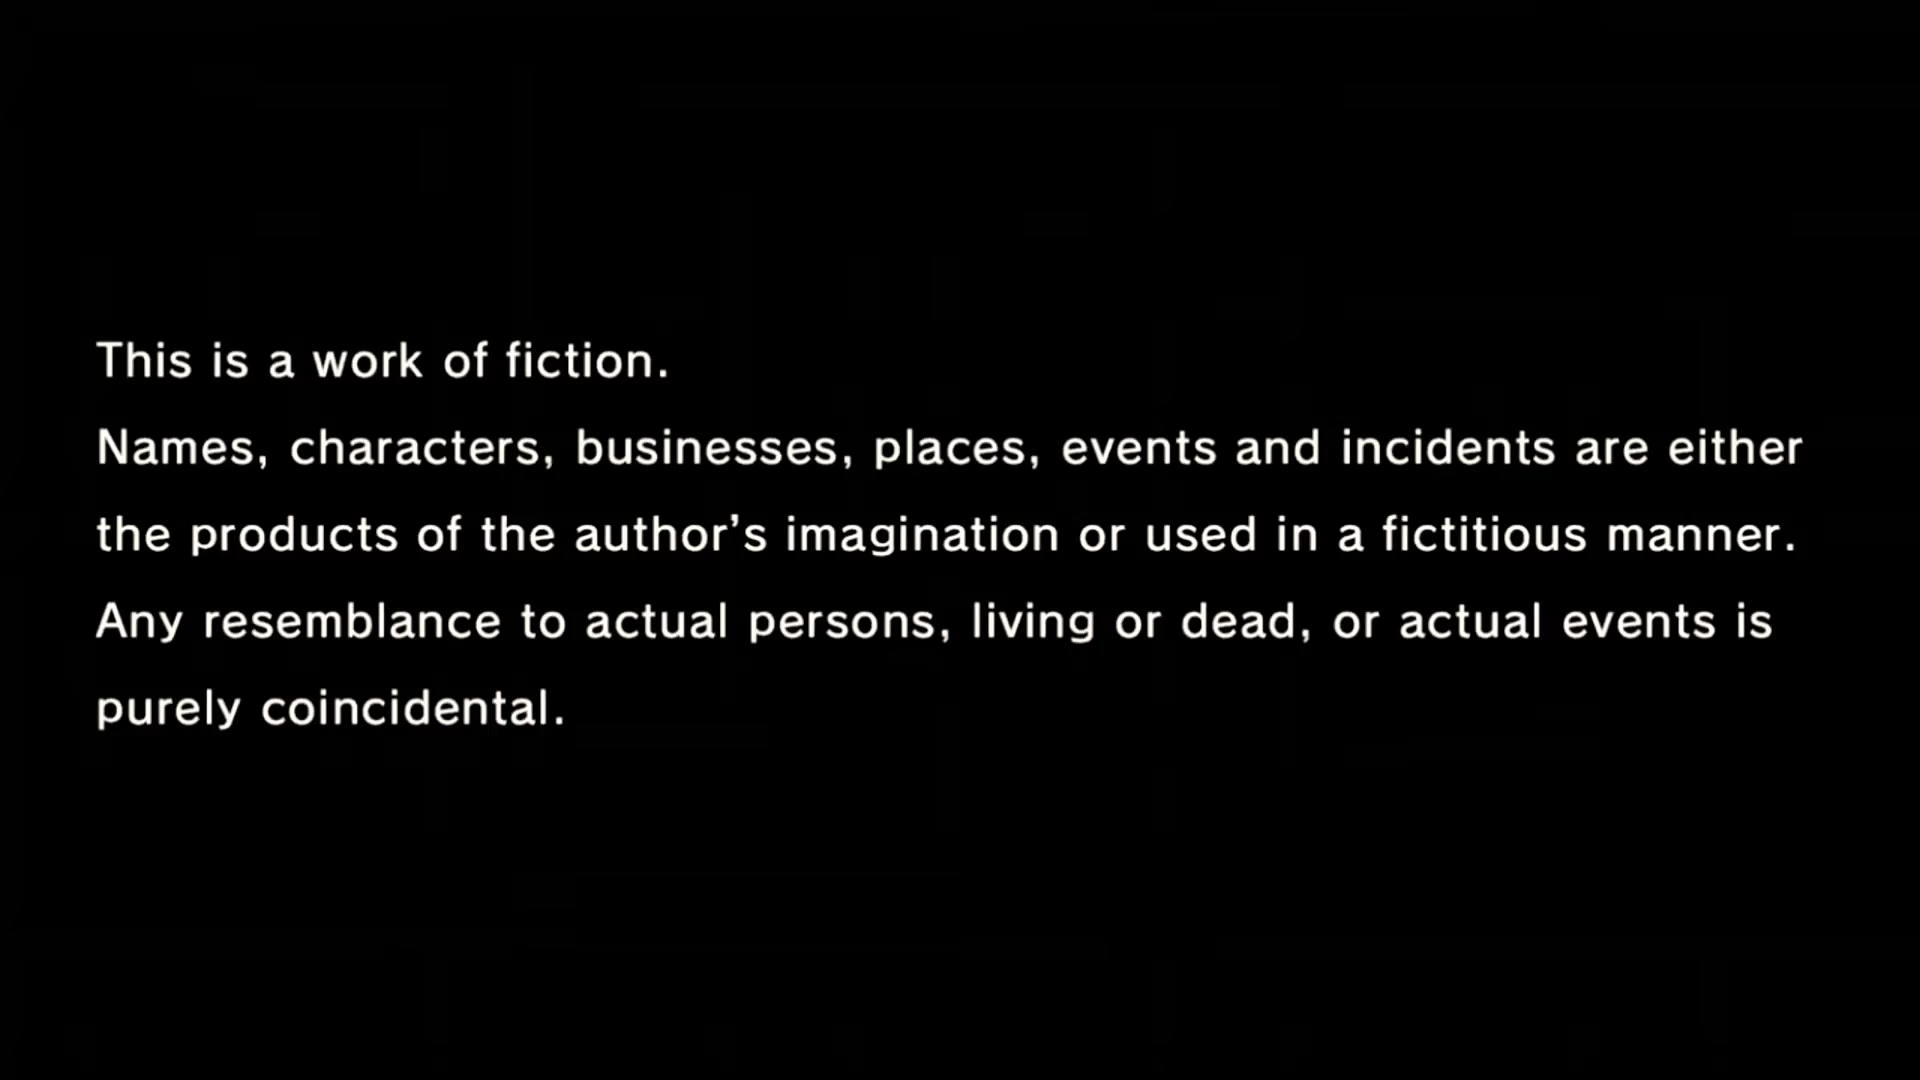 This is a work of fiction.
Names, characters, businesses, places, events and incidents are either
the products of the author’s imagination or used in a fictitious manner.
Any resemblance to actual persons, living or dead, or actual events is
purely coincidental.